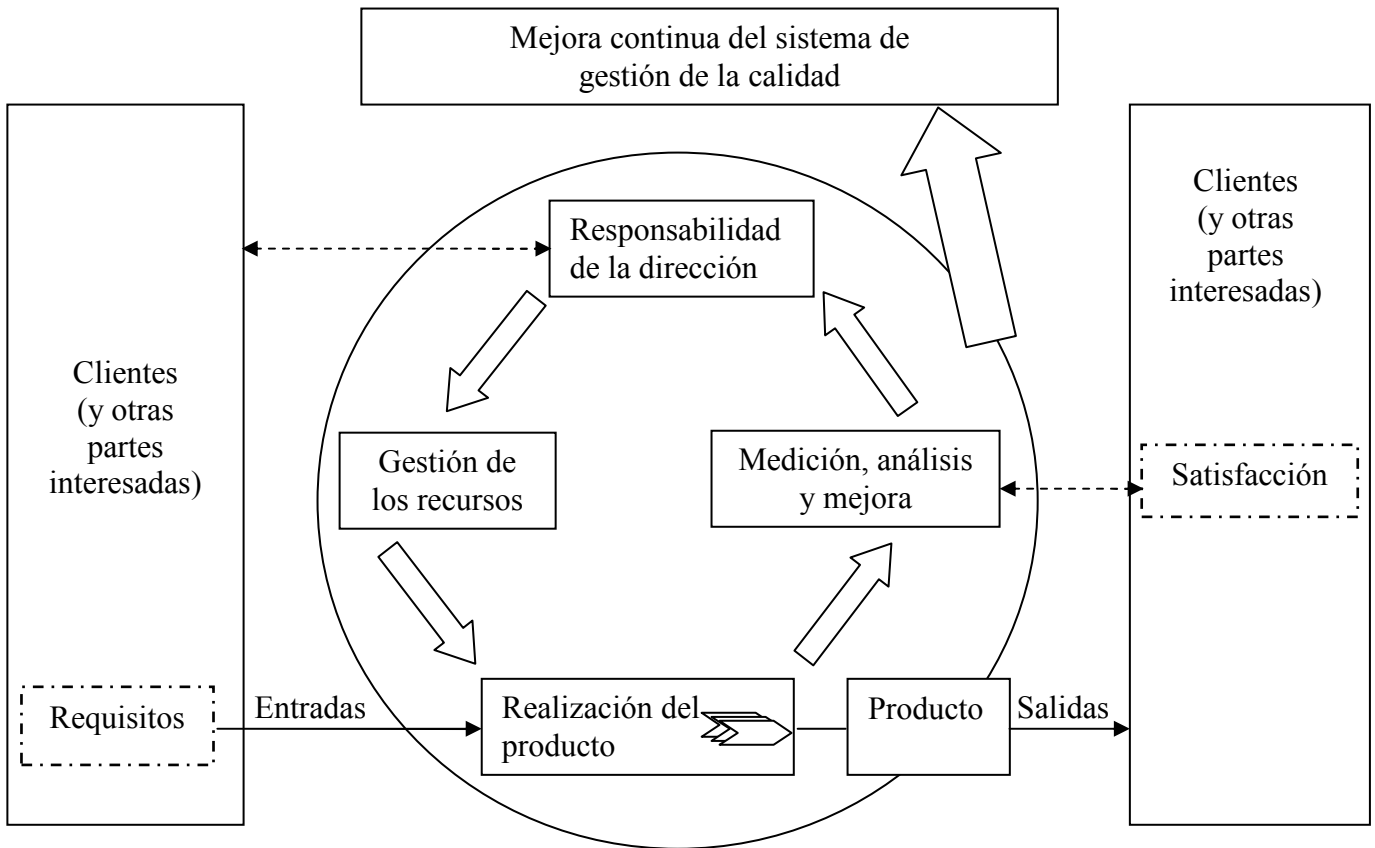 Mejora continua del sistema de
gestión de la calidad
Clientes
(y otras
partes
interesadas)
Responsabilidad
de la dirección
Clientes
(y otras
partes
interesadas)
Gestión de
los recursos
Medición, análisis
y mejora
Satisfacción
Requisitos
Entradas
Realización del
producto
Producto
Salidas